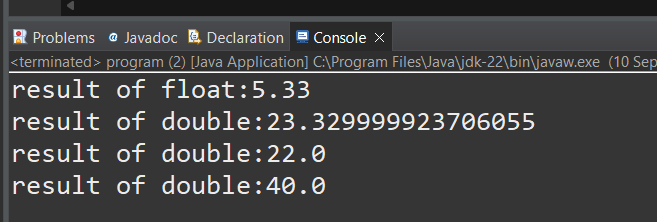 Problems @ Javadoc Declaration Console
<terminated> program (2) [Java Application] C:\Program Files\Java\jdk-22\bin\javaw.exe (10 Sep
result of float:5.33
result of double:23.329999923706055
result of double:22.0
result of double:40.0